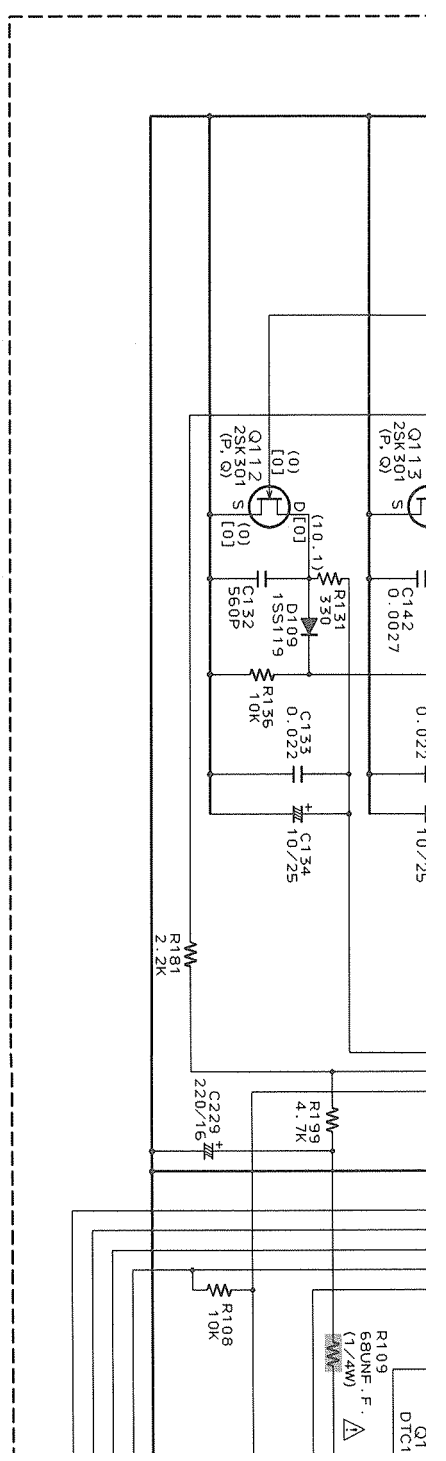 Q113
2SK301
(P,Q)
S
Q112
2SK301
(P,Q)
(0)
[0]
S
(0)
[0]
D[0]
(10.1)
R131
330
C142
0.0027
C132
560P
D109
1SS119
R136
10K
C133
0.022
0.022
C134
10/25
+
10/25
R181
2.2K
R199
4.7K
C229
220/16
+
R108
10K
R109
68UNF.F.
(1/4W)
Q1
DTC1